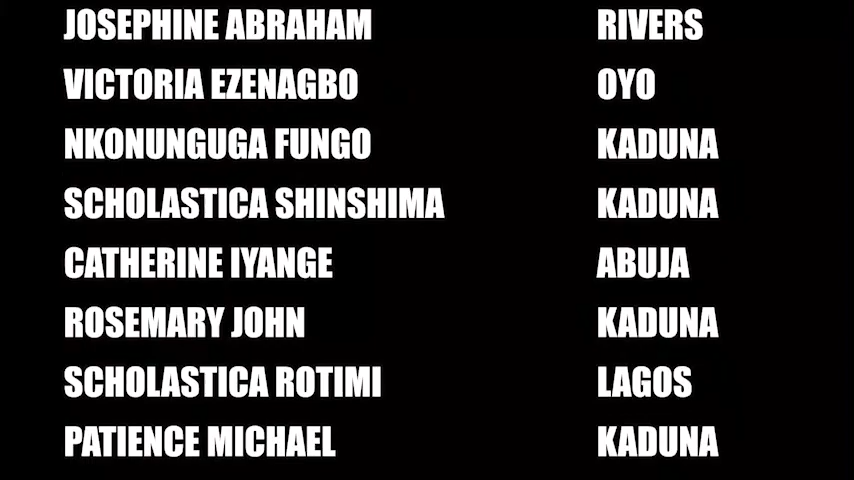 JOSEPHINE ABRAHAM RIVERS
VICTORIA EZENAGBO OYO
NKONUNGUGA FUNGO KADUNA
SCHOLASTICA SHINSHIMA KADUNA
CATHERINE IYANGE ABUJA
ROSEMARY JOHN KADUNA
SCHOLASTICA ROTIMI LAGOS
PATIENCE MICHAEL KADUNA